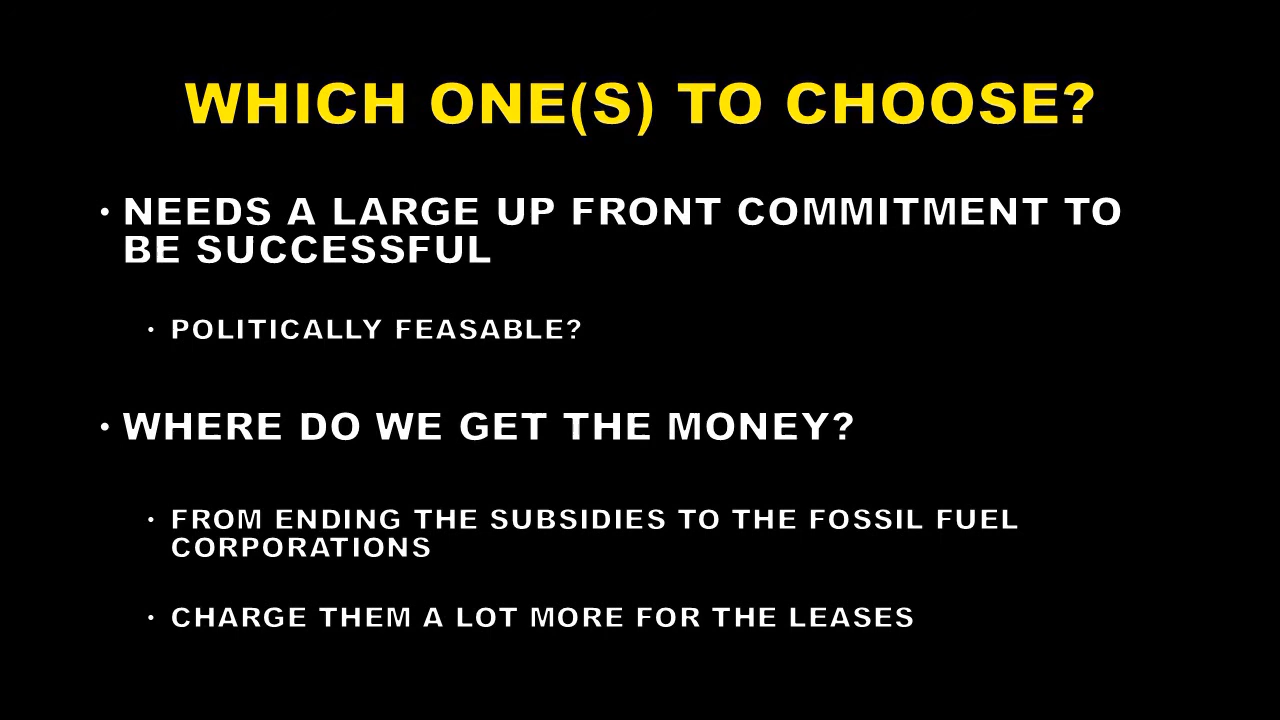 WHICH ONE(S) TO CHOOSE?
• NEEDS A LARGE UP FRONT COMMITMENT TO
BE SUCCESSFUL
• POLITICALLY FEASABLE?
• WHERE DO WE GET THE MONEY?
• FROM ENDING THE SUBSIDIES TO THE FOSSIL FUEL
CORPORATIONS
• CHARGE THEM A LOT MORE FOR THE LEASES